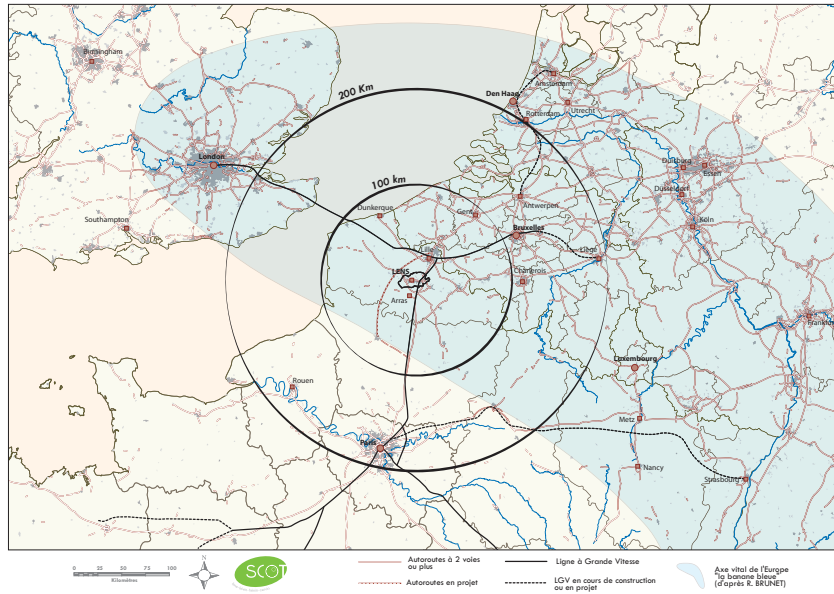 Birmingham
Amsterdam
200 Km
Den Haag
Utrecht
Rotterdam
London
Duisburg
Essen
100 km
Düsseldorf
Dunkerque
Gent
Antwerpen
Southampton
Köln
Bruxelles
Lille
Liège
LENS
Charlerois
Arras
Frankfurt
Luxembourg
Rouen
Metz
Paris
Nancy
Strasbourg
0 25 50 75 100
Kilomètres
N
SCOT
Autoroutes à 2 voies
ou plus
Autoroutes en projet
Ligne à Grande Vitesse
LGV en cours de construction
ou en projet
Axe vital de l'Europe
"la banane bleue"
(d'après R. BRUNET)